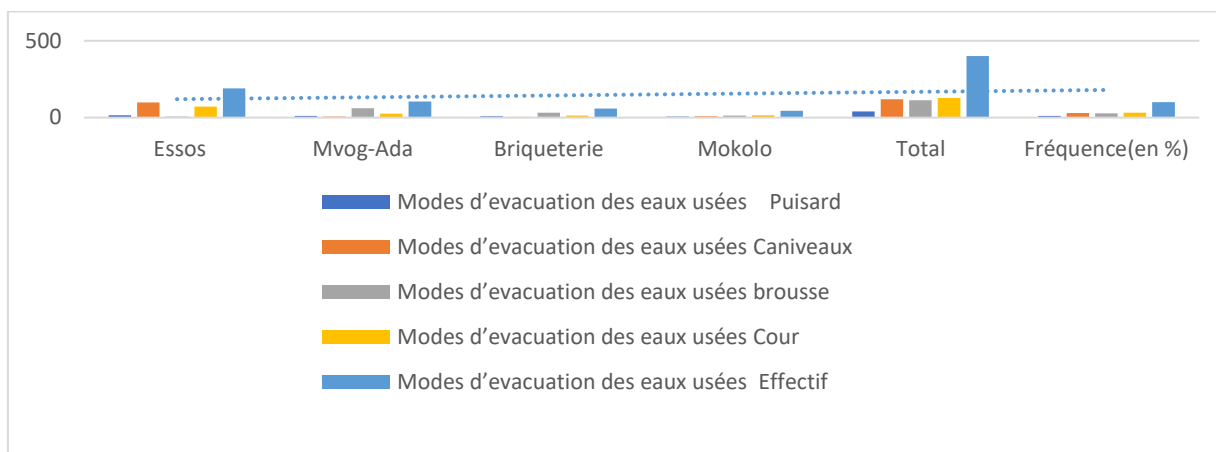 500
0
Essos Mvog-Ada Briqueterie Mokolo Total Fréquence(en %)
Modes d’evacuation des eaux usées Puisard
Modes d’evacuation des eaux usées Caniveaux
Modes d’evacuation des eaux usées brousse
Modes d’evacuation des eaux usées Cour
Modes d’evacuation des eaux usées Effectif